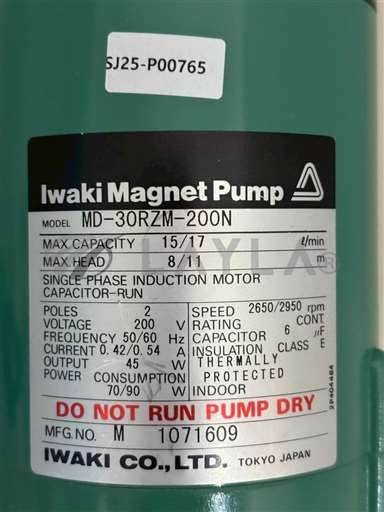 SJ25-P00765
Iwaki Magnet Pump
MODEL MD-30RZM-200N
MAX.CAPACITY 15/17 ℓ/min
MAX.HEAD 8/11 m
SINGLE PHASE INDUCTION MOTOR
CAPACITOR-RUN
POLES 2 SPEED 2650/2950 rpm
VOLTAGE 200 V RATING CONT.
FREQUENCY 50/60 Hz CAPACITOR 6 μF
CURRENT 0.42/0.54 A INSULATION CLASS E
OUTPUT 45 W THERMALLY
POWER CONSUMPTION PROTECTED
70/90 W INDOOR
DO NOT RUN PUMP DRY
MFG.NO. M 1071609
IWAKI CO.,LTD. TOKYO JAPAN
2P404484
LAYLA